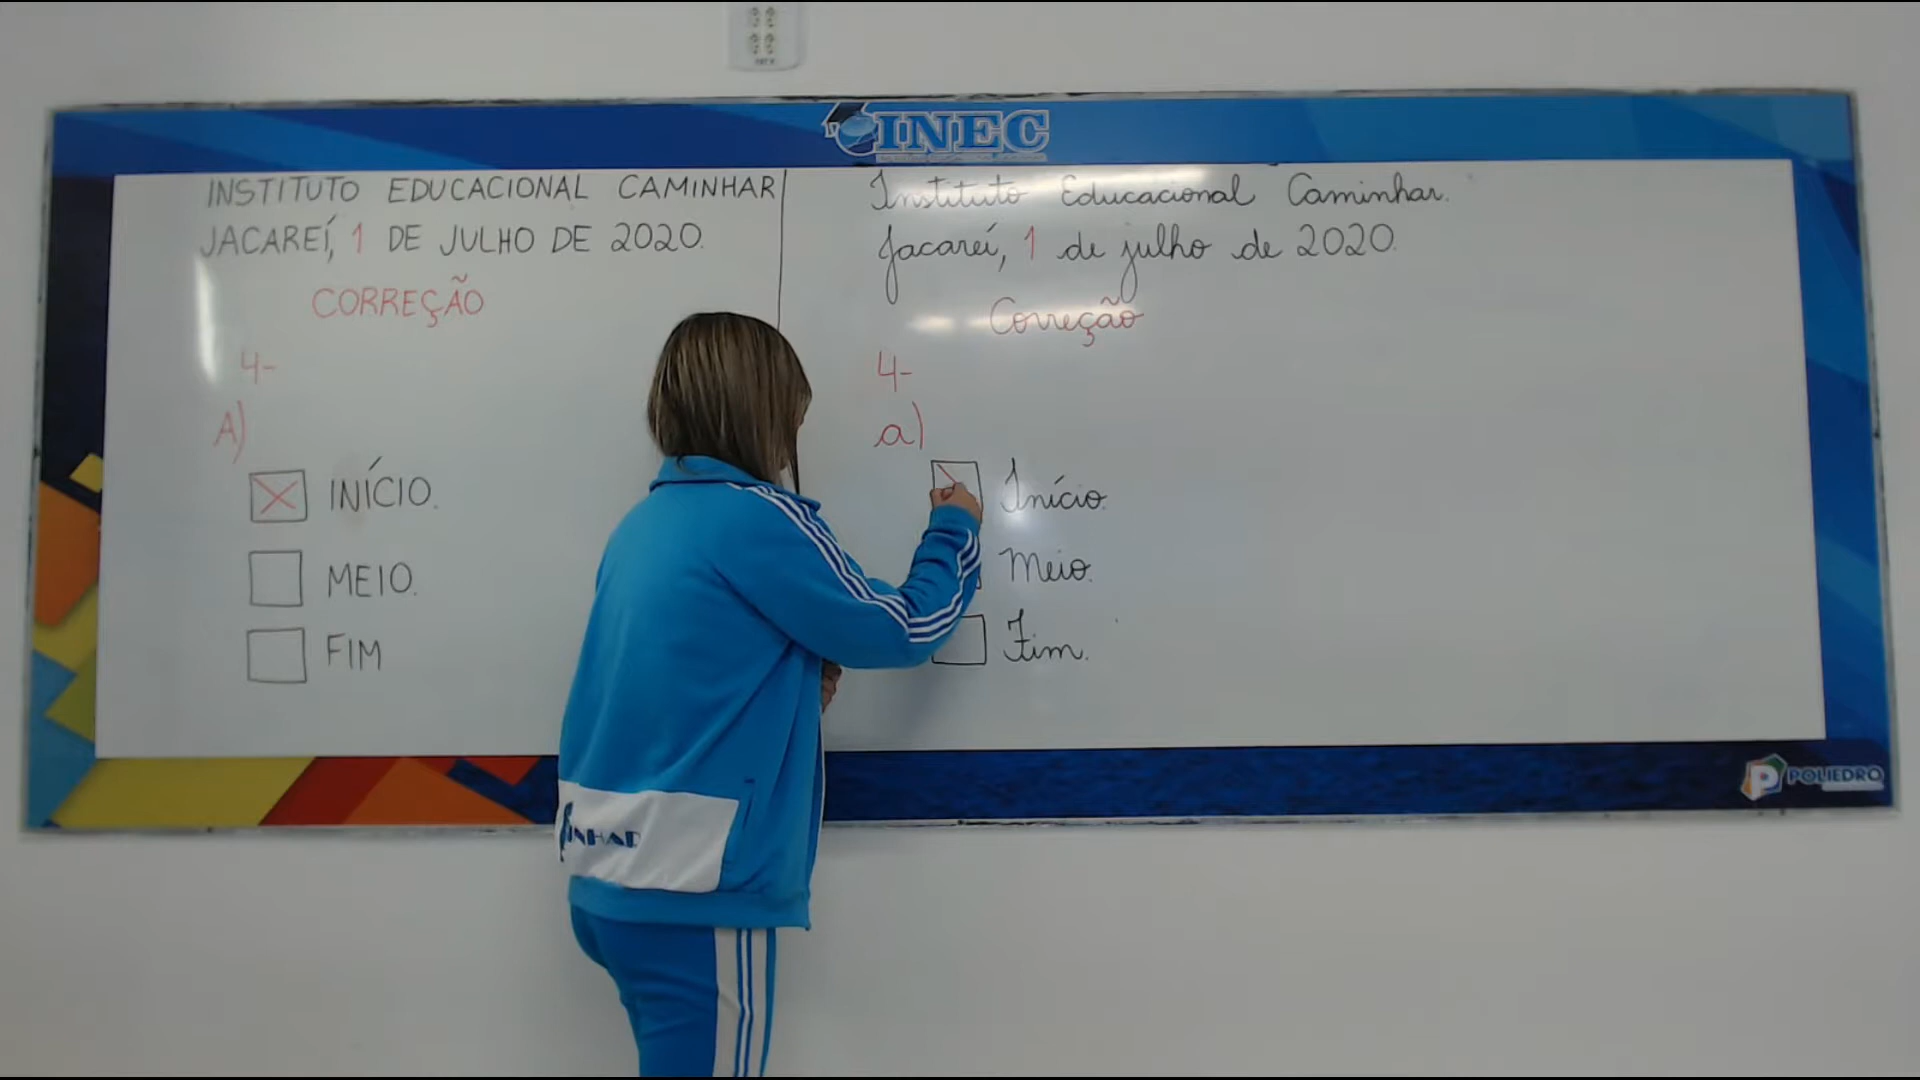 INEC
INSTITUTO EDUCACIONAL CAMINHAR
JACAREÍ, 1 DE JULHO DE 2020.
CORREÇÃO
4-
A)
INÍCIO.
MEIO.
FIM
Instituto Educacional Caminhar.
Jacareí, 1 de julho de 2020.
Correção
4-
a)
Início.
Meio.
Fim.
POLIEDRO